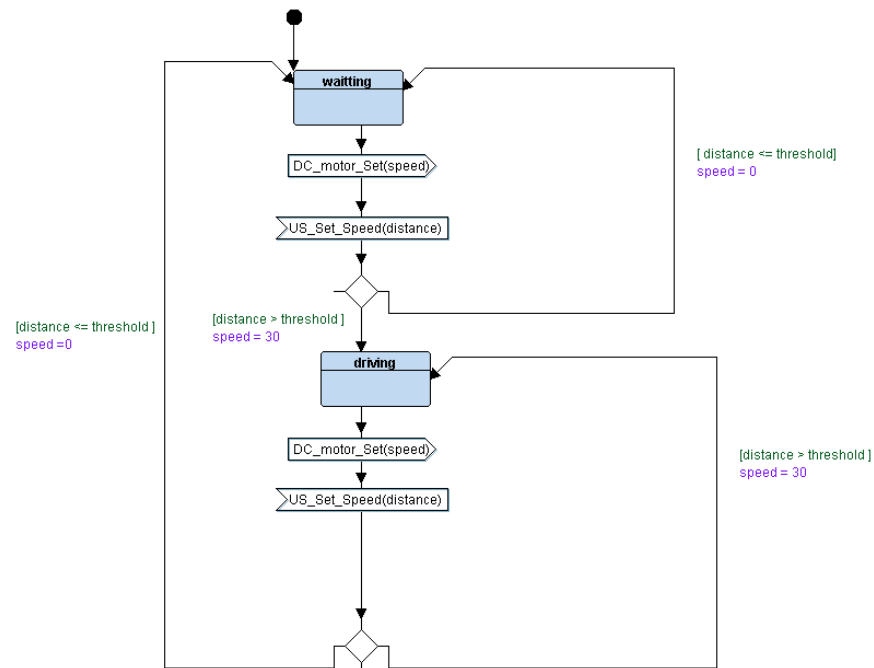 waitting
DC_motor_Set(speed)
[ distance <= threshold]
speed = 0
US_Set_Speed(distance)
[distance <= threshold ]
speed =0
[distance > threshold ]
speed = 30
driving
DC_motor_Set(speed)
[distance > threshold ]
speed = 30
US_Set_Speed(distance)